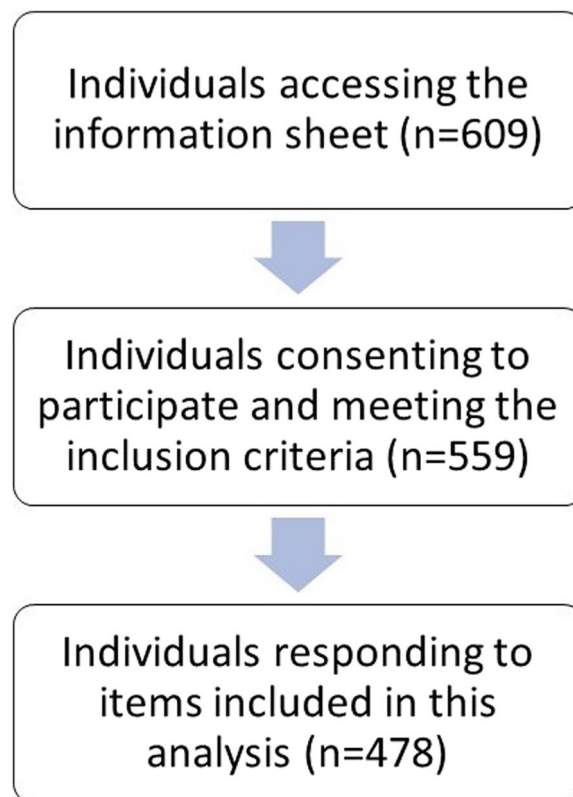 Individuals accessing the
information sheet (n=609)
Individuals consenting to
participate and meeting the
inclusion criteria (n=559)
Individuals responding to
items included in this
analysis (n=478)